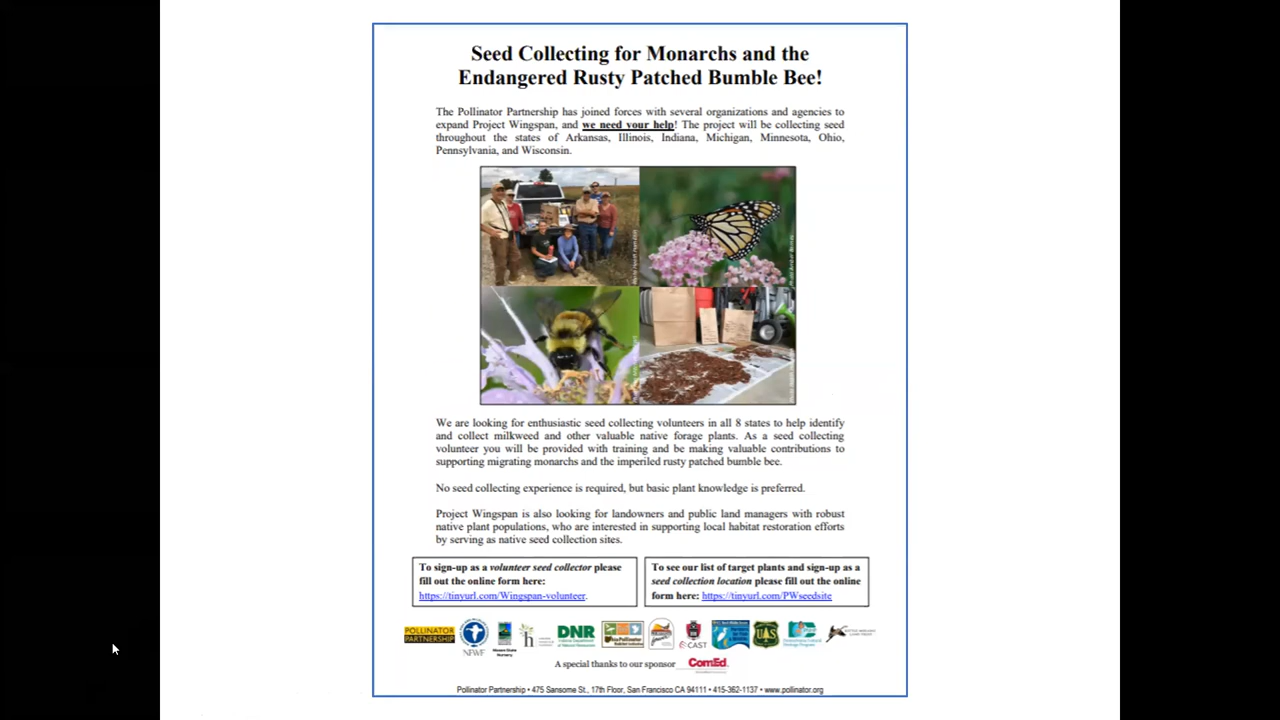 Seed Collecting for Monarchs and the
Endangered Rusty Patched Bumble Bee!
The Pollinator Partnership has joined forces with several organizations and agencies to
expand Project Wingspan, and we need your help! The project will be collecting seed
throughout the states of Arkansas, Illinois, Indiana, Michigan, Minnesota, Ohio,
Pennsylvania, and Wisconsin.
We are looking for enthusiastic seed collecting volunteers in all 8 states to help identify
and collect milkweed and other valuable native forage plants. As a seed collecting
volunteer you will be provided with training and be making valuable contributions to
supporting migrating monarchs and the imperiled rusty patched bumble bee.
No seed collecting experience is required, but basic plant knowledge is preferred.
Project Wingspan is also looking for landowners and public land managers with robust
native plant populations, who are interested in supporting local habitat restoration efforts
by serving as native seed collection sites.
To sign-up as a volunteer seed collector please
fill out the online form here:
https://tinyurl.com/Wingspan-volunteer.
To see our list of target plants and sign-up as a
seed collection location please fill out the online
form here: https://tinyurl.com/PWseedsite
POLLINATOR
PARTNERSHIP
NFWF
DNR
CAST
UAS
A special thanks to our sponsor
ComEd
Pollinator Partnership • 475 Sansome St., 17th Floor, San Francisco CA 94111 • 415-362-1137 • www.pollinator.org